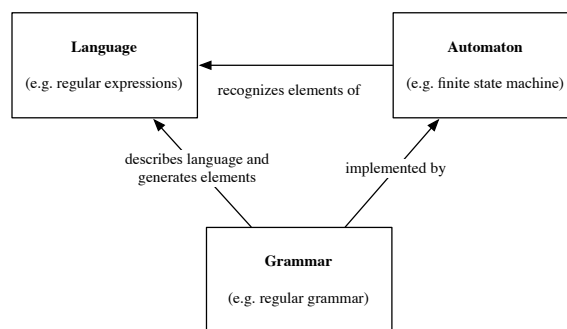 Language
(e.g. regular expressions)
Automaton
(e.g. finite state machine)
recognizes elements of
describes language and
generates elements
implemented by
Grammar
(e.g. regular grammar)